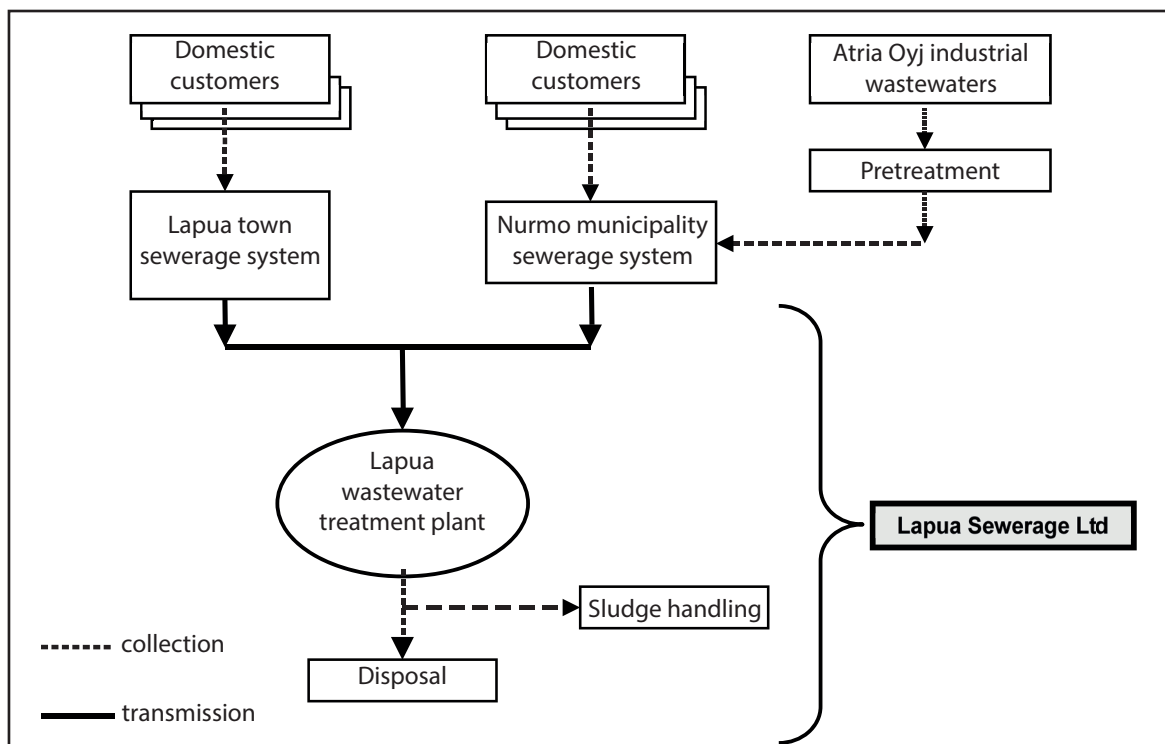 Domestic
customers
Domestic
customers
Atria Oyj industrial
wastewaters
Pretreatment
Lapua town
sewerage system
Nurmo municipality
sewerage system
Lapua
wastewater
treatment plant
Lapua Sewerage Ltd
Sludge handling
collection
Disposal
transmission